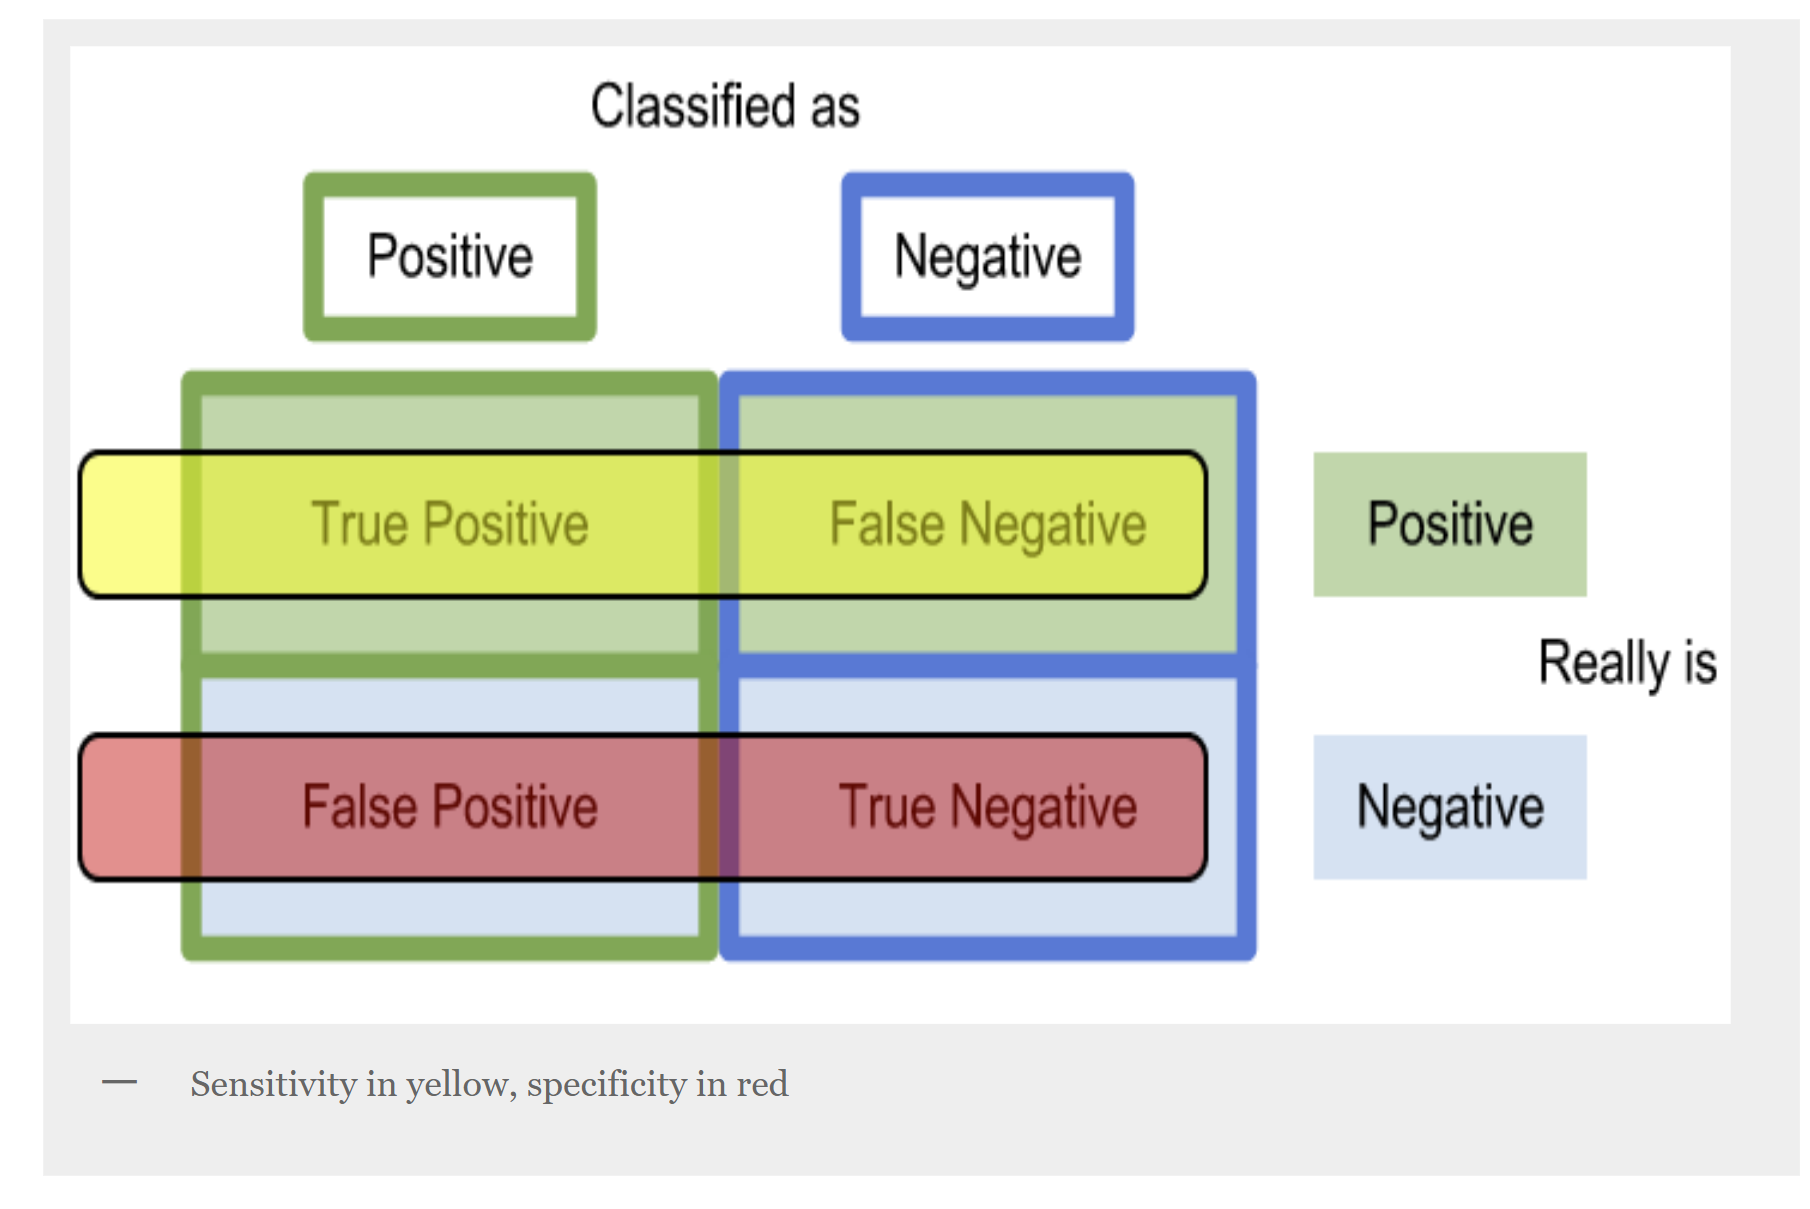 Classified as
Positive
Negative
True Positive
False Negative
Positive
Really is
False Positive
True Negative
Negative
— Sensitivity in yellow, specificity in red